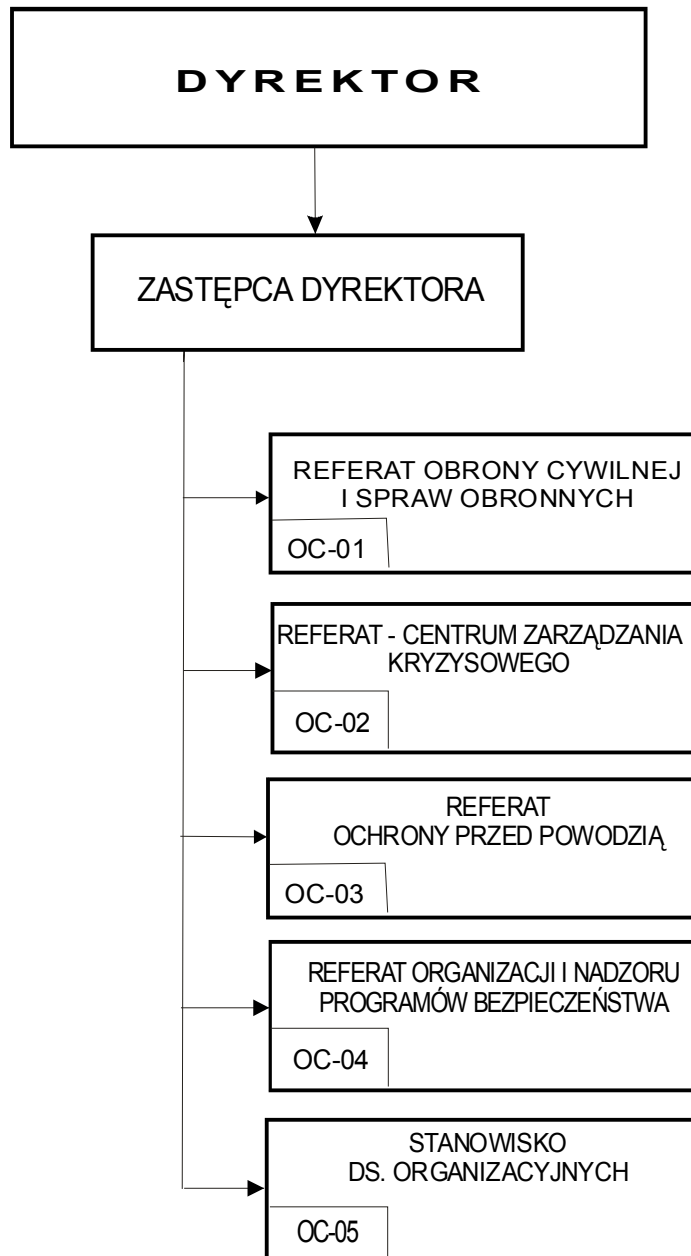 DYREKTOR
ZASTĘPCA DYREKTORA
REFERAT OBRONY CYWILNEJ
I SPRAW OBRONNYCH
OC-01
REFERAT - CENTRUM ZARZĄDZANIA
KRYZYSOWEGO
OC-02
REFERAT
OCHRONY PRZED POWODZIĄ
OC-03
REFERAT ORGANIZACJI I NADZORU
PROGRAMÓW BEZPIECZEŃSTWA
OC-04
STANOWISKO
DS. ORGANIZACYJNYCH
OC-05